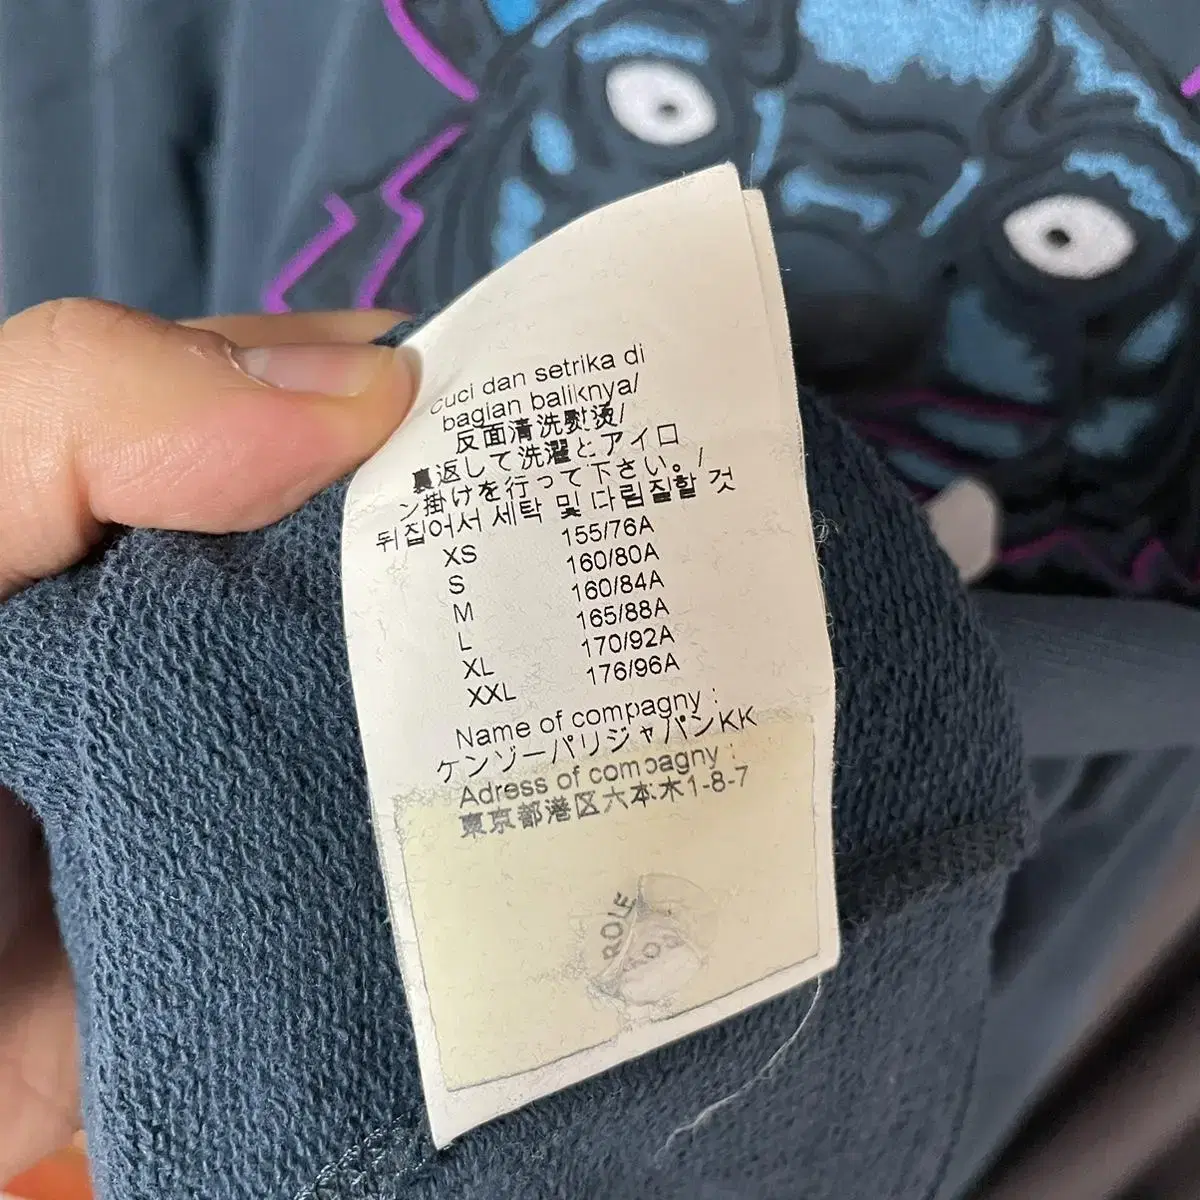 cuci dan setrika di
bagian baliknya/
反面清洗熨烫/
裏返して洗濯とアイロ
ン掛けを行って下さい。/
뒤집어서 세탁 및 다림질할 것
XS 155/76A
S 160/80A
M 160/84A
L 165/88A
XL 170/92A
XXL 176/96A
Name of compagny :
ケンゾーパリジャパンKK
Adress of compagny :
東京都港区六本木1-8-7
ROLE